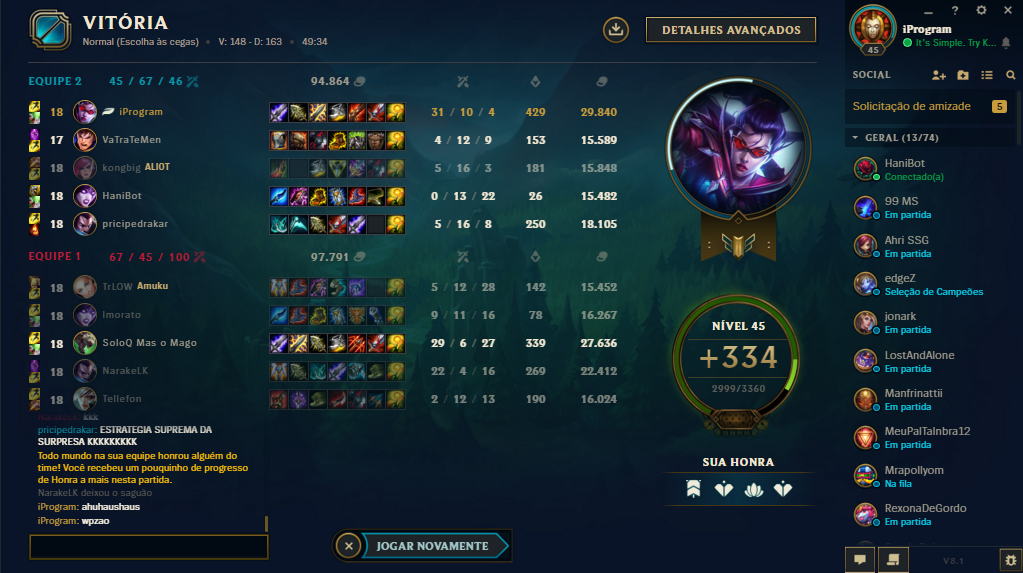 VITÓRIA
Normal (Escolha às cegas) • V: 148 - D: 163 • 49:34
DETALHES AVANÇADOS
EQUIPE 2 45 / 67 / 46 94.864
18 iProgram 31 / 10 / 4 429 29.840
17 VaTraTeMen 4 / 12 / 9 153 15.589
18 kongbig ALIOT 5 / 16 / 3 181 15.848
18 HaniBot 0 / 13 / 22 26 15.482
18 pricipedrakar 5 / 16 / 8 250 18.105
EQUIPE 1 67 / 45 / 100 97.791
18 TrLOW Amuku 5 / 12 / 28 142 15.452
18 Imorato 9 / 11 / 16 78 16.267
18 SoloQ Mas o Mago 29 / 6 / 27 339 27.636
18 NarakeLK 22 / 4 / 16 269 22.412
18 Tellefon 2 / 12 / 13 190 16.024
NarakeLK: kkk
pricipedrakar: ESTRATEGIA SUPREMA DA
SURPRESA KKKKKKKKK
Todo mundo na sua equipe honrou alguém do
time! Você recebeu um pouquinho de progresso
de Honra a mais nesta partida.
NarakeLK deixou o saguão
iProgram: ahuhaushaus
iProgram: wpzao
JOGAR NOVAMENTE
NÍVEL 45
+334
2999/3360
SUA HONRA
45
iProgram
It's Simple. Try K...
SOCIAL
Solicitação de amizade 5
GERAL (13/74)
HaniBot
Conectado(a)
99 MS
Em partida
Ahri SSG
Em partida
edgeZ
Seleção de Campeões
jonark
Em partida
LostAndAlone
Em partida
Manfrinattii
Em partida
MeuPalTaInbra12
Em partida
Mrapollyom
Na fila
RexonaDeGordo
Em partida
V8.1